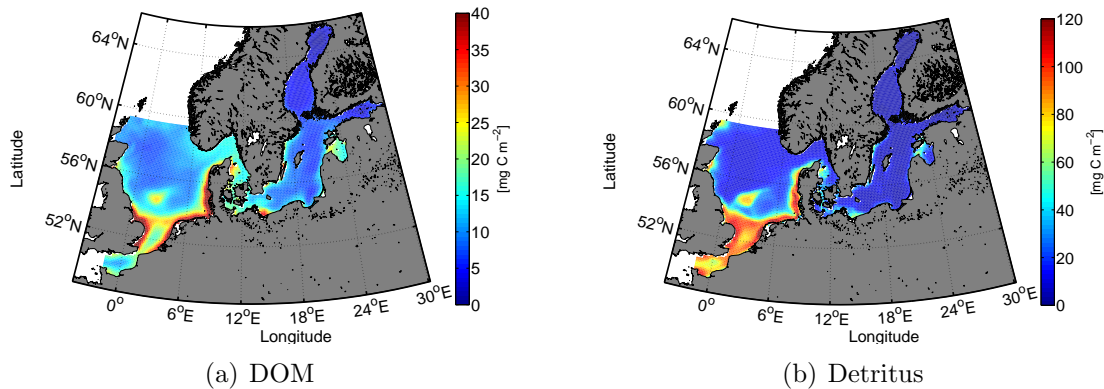 64°N
60°N
56°N
52°N
Latitude
0°
6°E
12°E
18°E
24°E
30°E
Longitude
40
35
30
25
20
15
10
5
0
[mg C m⁻²]
(a) DOM
64°N
60°N
56°N
52°N
Latitude
0°
6°E
12°E
18°E
24°E
30°E
Longitude
120
100
80
60
40
20
0
[mg C m⁻²]
(b) Detritus